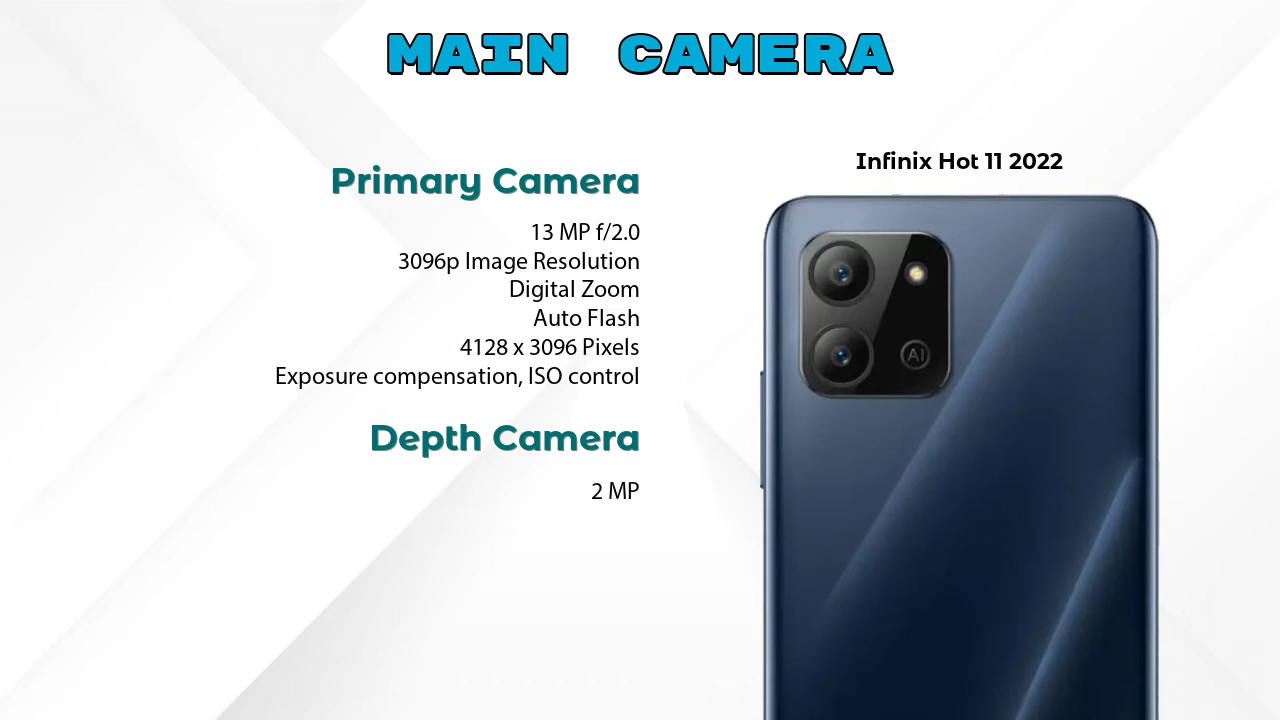 MAIN CAMERA
Primary Camera
13 MP f/2.0
3096p Image Resolution
Digital Zoom
Auto Flash
4128 x 3096 Pixels
Exposure compensation, ISO control
Depth Camera
2 MP
Infinix Hot 11 2022
AI